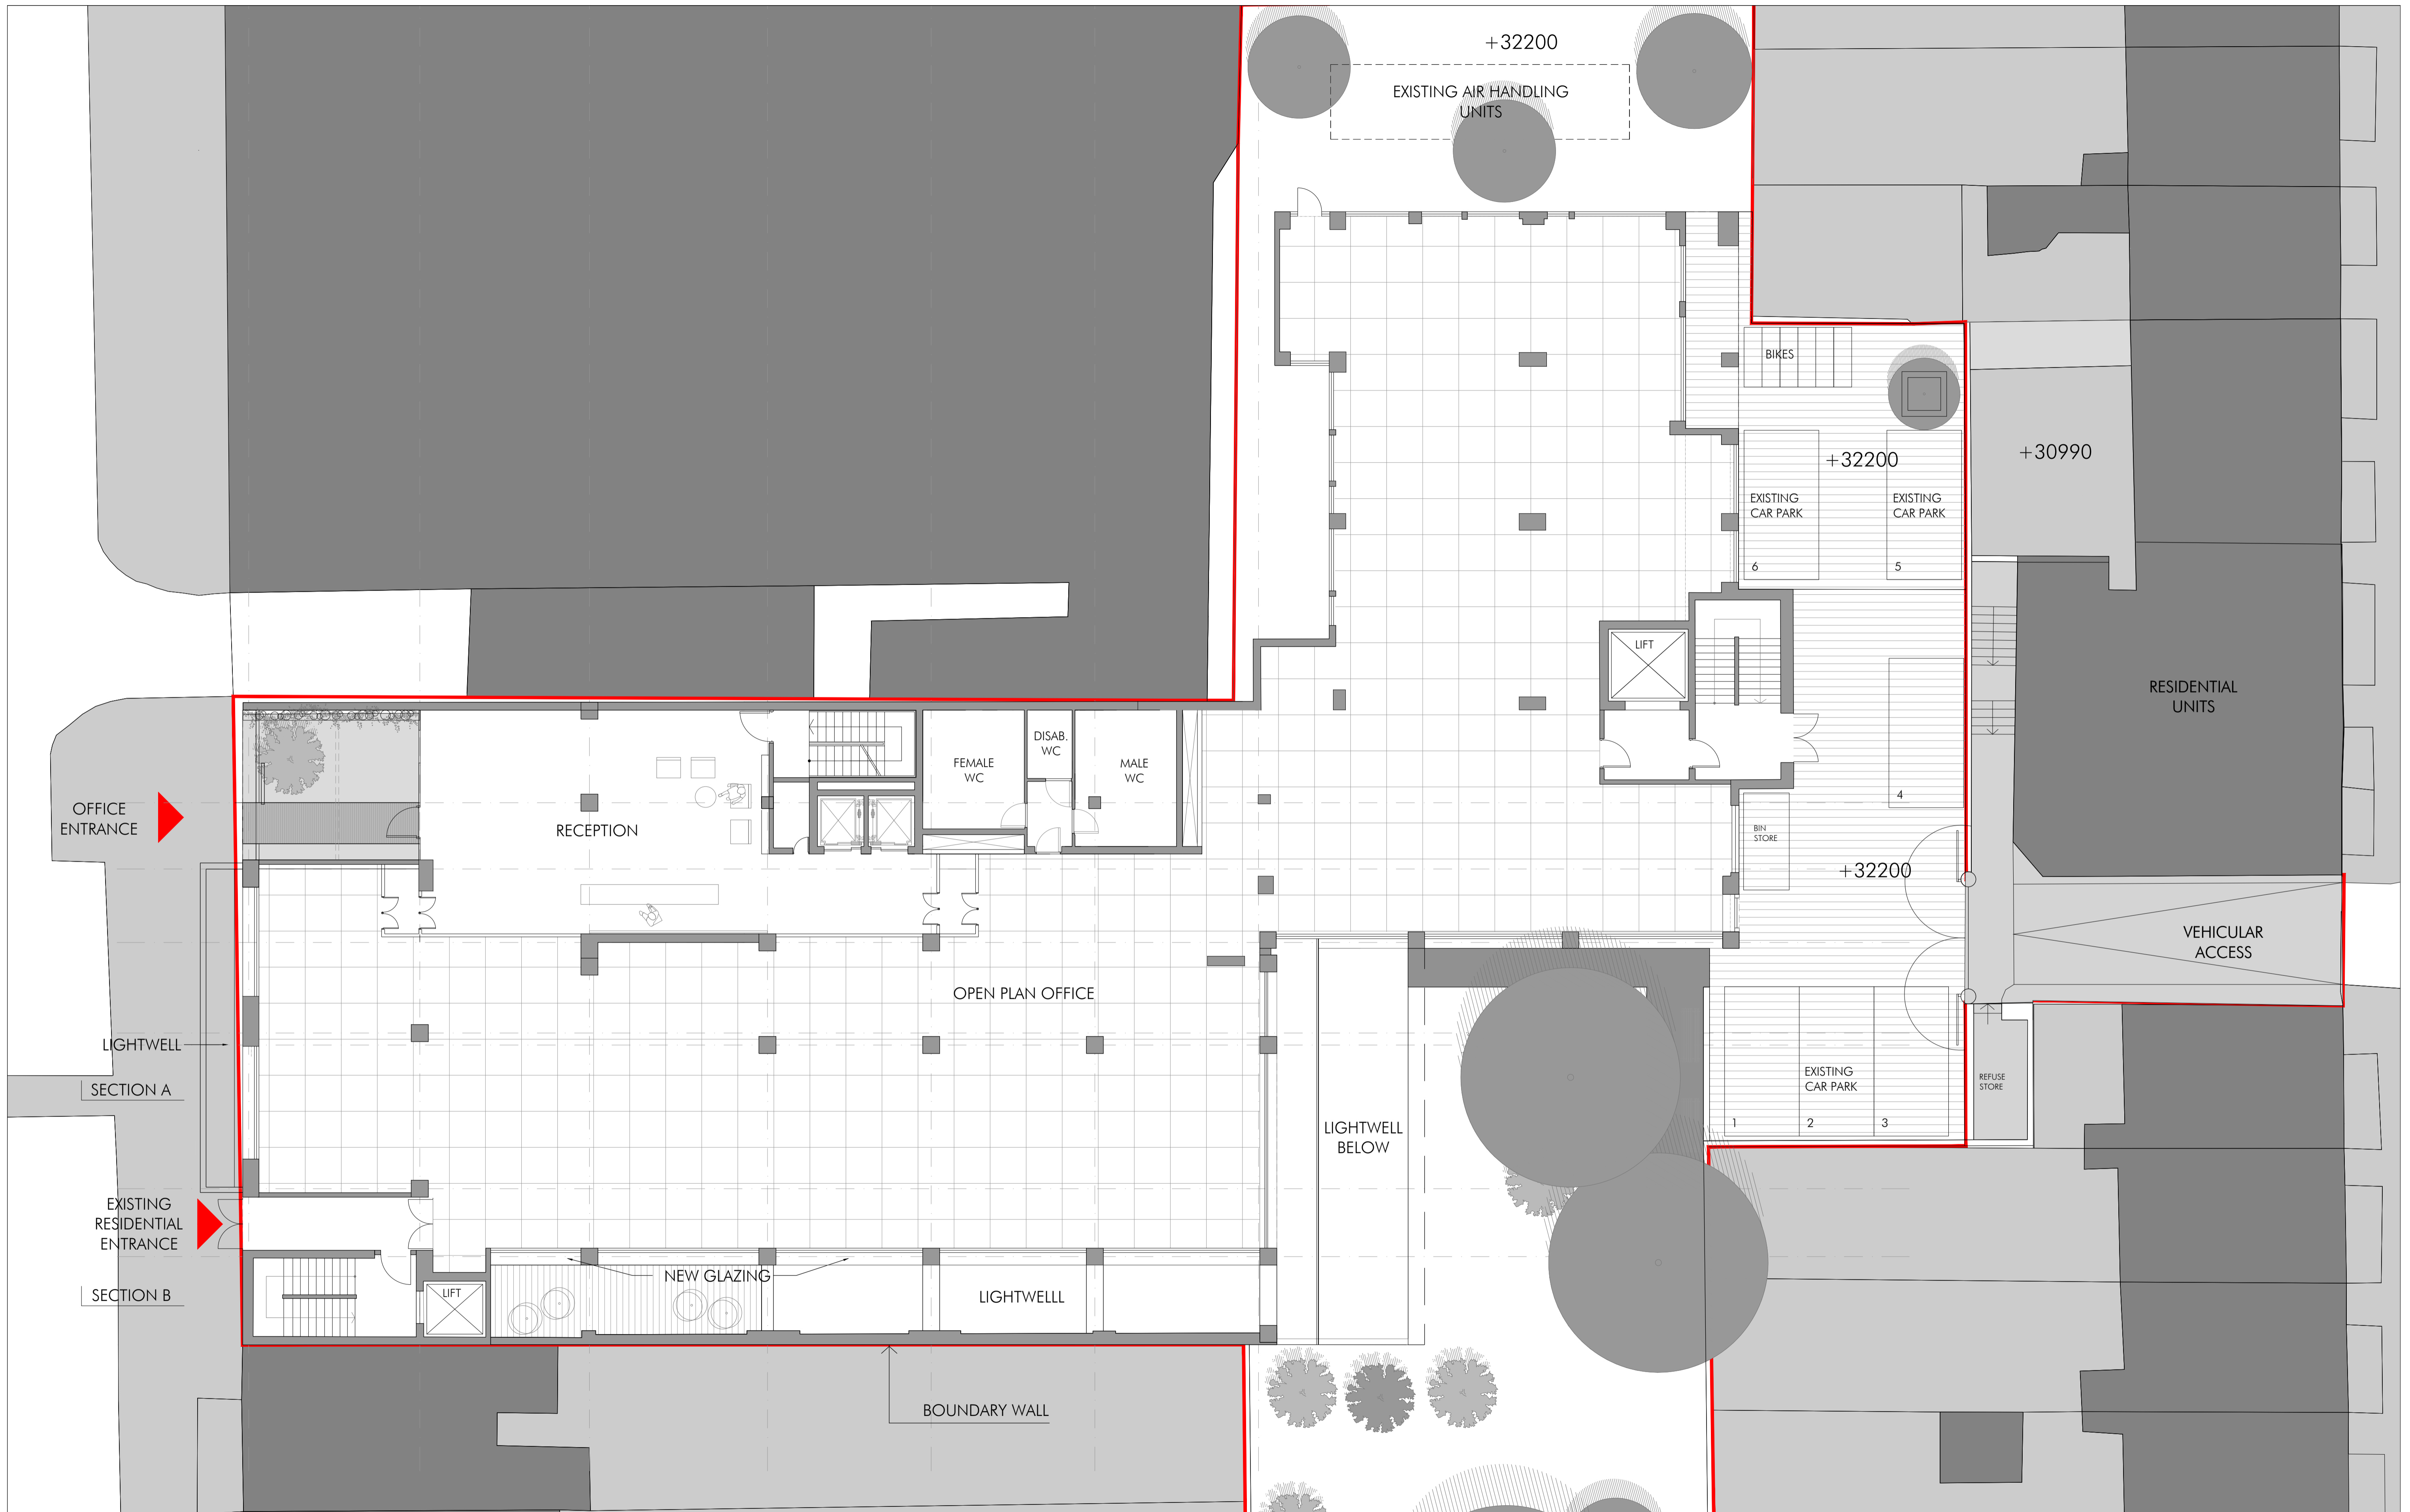 +32200
EXISTING AIR HANDLING
UNITS
BIKES
+32200
+30990
EXISTING
CAR PARK
EXISTING
CAR PARK
6
5
LIFT
RESIDENTIAL
UNITS
DISAB.
WC
FEMALE
WC
MALE
WC
4
OFFICE
ENTRANCE
RECEPTION
BIN
STORE
+32200
VEHICULAR
ACCESS
OPEN PLAN OFFICE
LIGHTWELL
SECTION A
EXISTING
CAR PARK
REFUSE
STORE
1
2
3
LIGHTWELL
BELOW
EXISTING
RESIDENTIAL
ENTRANCE
NEW GLAZING
SECTION B
LIFT
LIGHTWELLL
BOUNDARY WALL